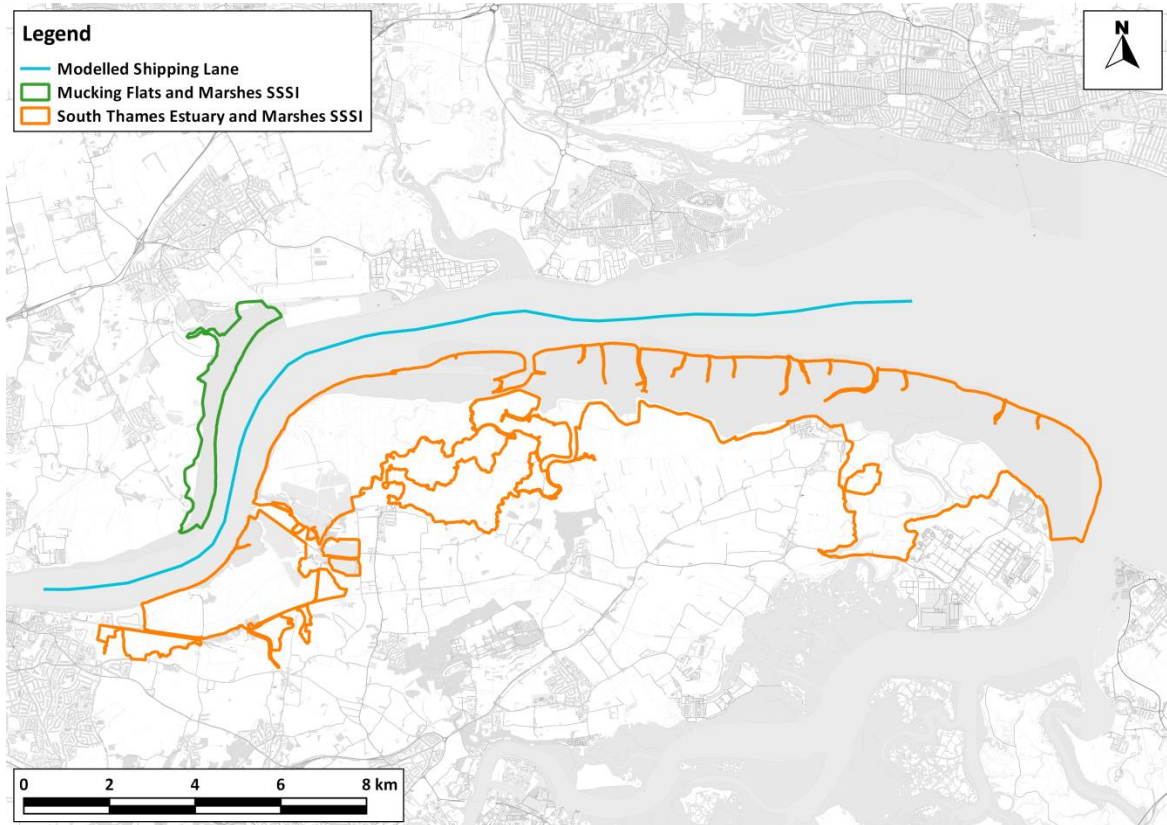 Legend
Modelled Shipping Lane
Mucking Flats and Marshes SSSI
South Thames Estuary and Marshes SSSI
N
0 2 4 6 8 km